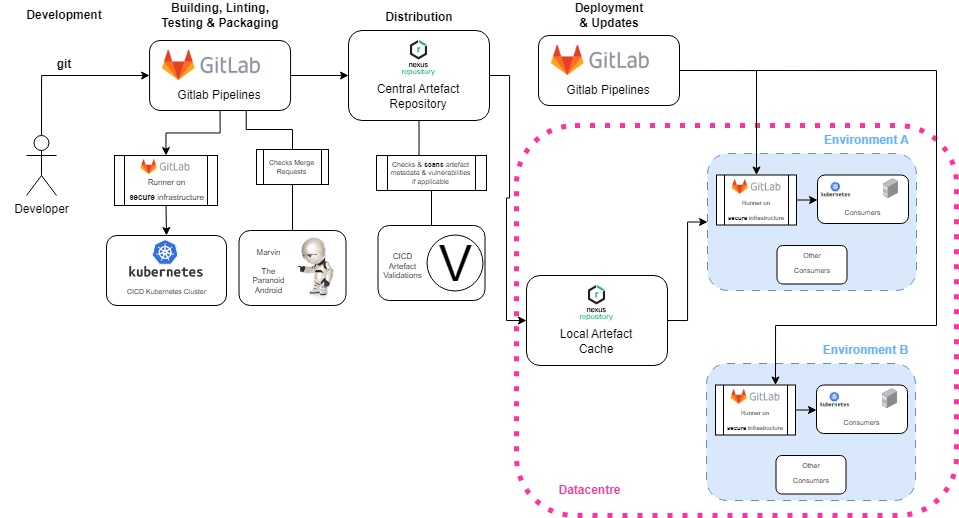 Development
Building, Linting,
Testing & Packaging
Distribution
Deployment
& Updates
git
GitLab
Gitlab Pipelines
r
nexus
repository
Central Artefact
Repository
GitLab
Gitlab Pipelines
Developer
GitLab
Runner on
secure infrastructure
Checks Merge
Requests
Checks & scans artefact
metadata & vulnerabilities
if applicable
kubernetes
CICD Kubernetes Cluster
Marvin
The
Paranoid
Android
CICD
Artefact
Validations
V
Environment A
GitLab
Runner on
secure infrastructure
kubernetes
Consumers
Other
Consumers
r
nexus
repository
Local Artefact
Cache
Environment B
GitLab
Runner on
secure infrastructure
kubernetes
Consumers
Other
Consumers
Datacentre